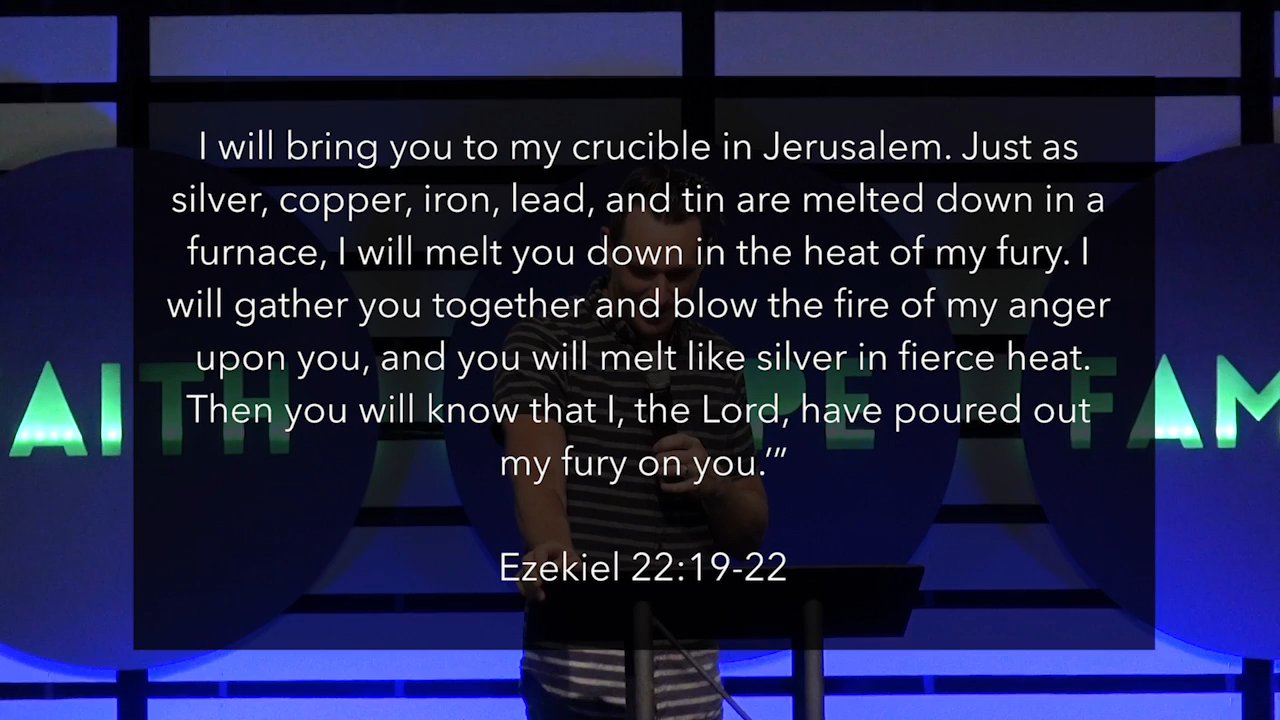 I will bring you to my crucible in Jerusalem. Just as
silver, copper, iron, lead, and tin are melted down in a
furnace, I will melt you down in the heat of my fury. I
will gather you together and blow the fire of my anger
upon you, and you will melt like silver in fierce heat.
Then you will know that I, the Lord, have poured out
my fury on you.’”
Ezekiel 22:19-22
AITH
PE
FAM